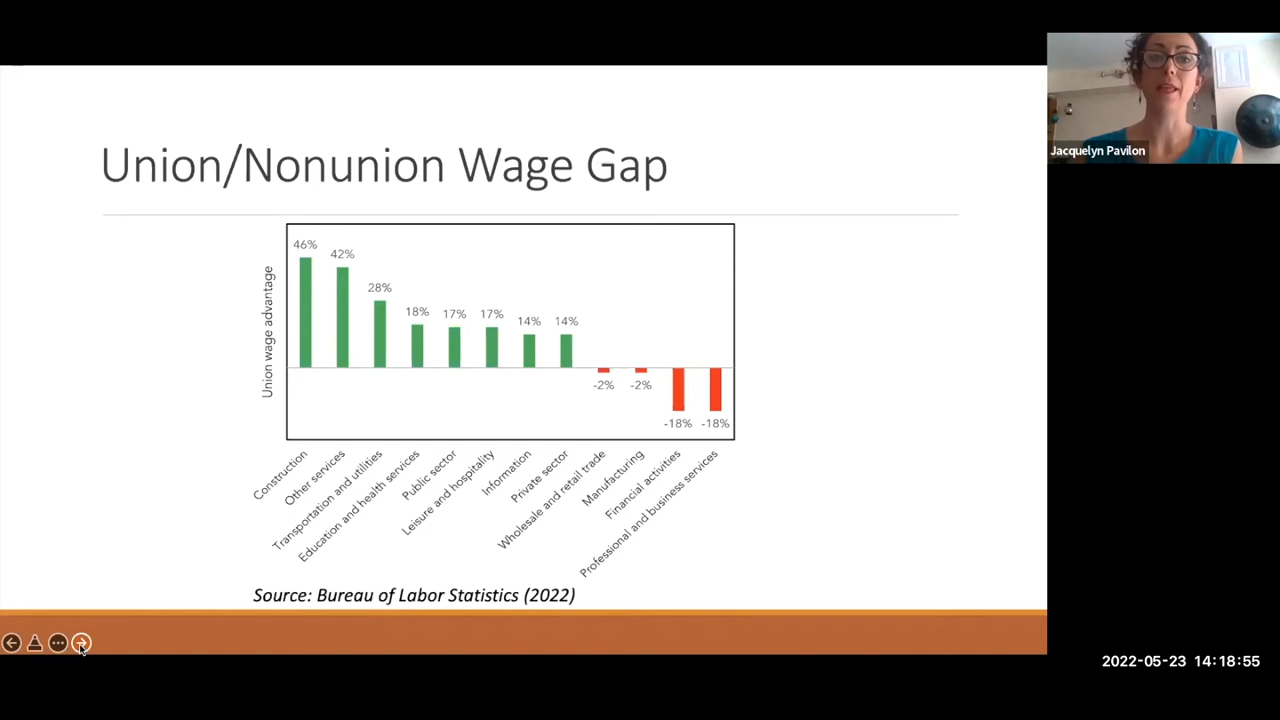 Jacquelyn Pavilon
Union/Nonunion Wage Gap
Union wage advantage
46%
42%
28%
18%
17%
17%
14%
14%
-2%
-2%
-18%
-18%
Construction
Other services
Transportation and utilities
Education and health services
Public sector
Leisure and hospitality
Information
Private sector
Wholesale and retail trade
Manufacturing
Financial activities
Professional and business services
Source: Bureau of Labor Statistics (2022)
2022-05-23 14:18:55